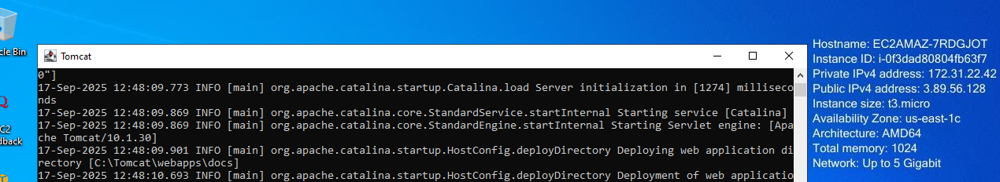 cle Bin
C2
dback
Tomcat
0"]
17-Sep-2025 12:48:09.773 INFO [main] org.apache.catalina.startup.Catalina.load Server initialization in [1274] milliseco
nds
17-Sep-2025 12:48:09.869 INFO [main] org.apache.catalina.core.StandardService.startInternal Starting service [Catalina]
17-Sep-2025 12:48:09.869 INFO [main] org.apache.catalina.core.StandardEngine.startInternal Starting Servlet engine: [Apa
che Tomcat/10.1.30]
17-Sep-2025 12:48:09.901 INFO [main] org.apache.catalina.startup.HostConfig.deployDirectory Deploying web application di
rectory [C:\Tomcat\webapps\docs]
17-Sep-2025 12:48:10.693 INFO [main] org.apache.catalina.startup.HostConfig.deployDirectory Deployment of web applicatio
Hostname: EC2AMAZ-7RDGJOT
Instance ID: i-0f3dad80804fb63f7
Private IPv4 address: 172.31.22.42
Public IPv4 address: 3.89.56.128
Instance size: t3.micro
Availability Zone: us-east-1c
Architecture: AMD64
Total memory: 1024
Network: Up to 5 Gigabit